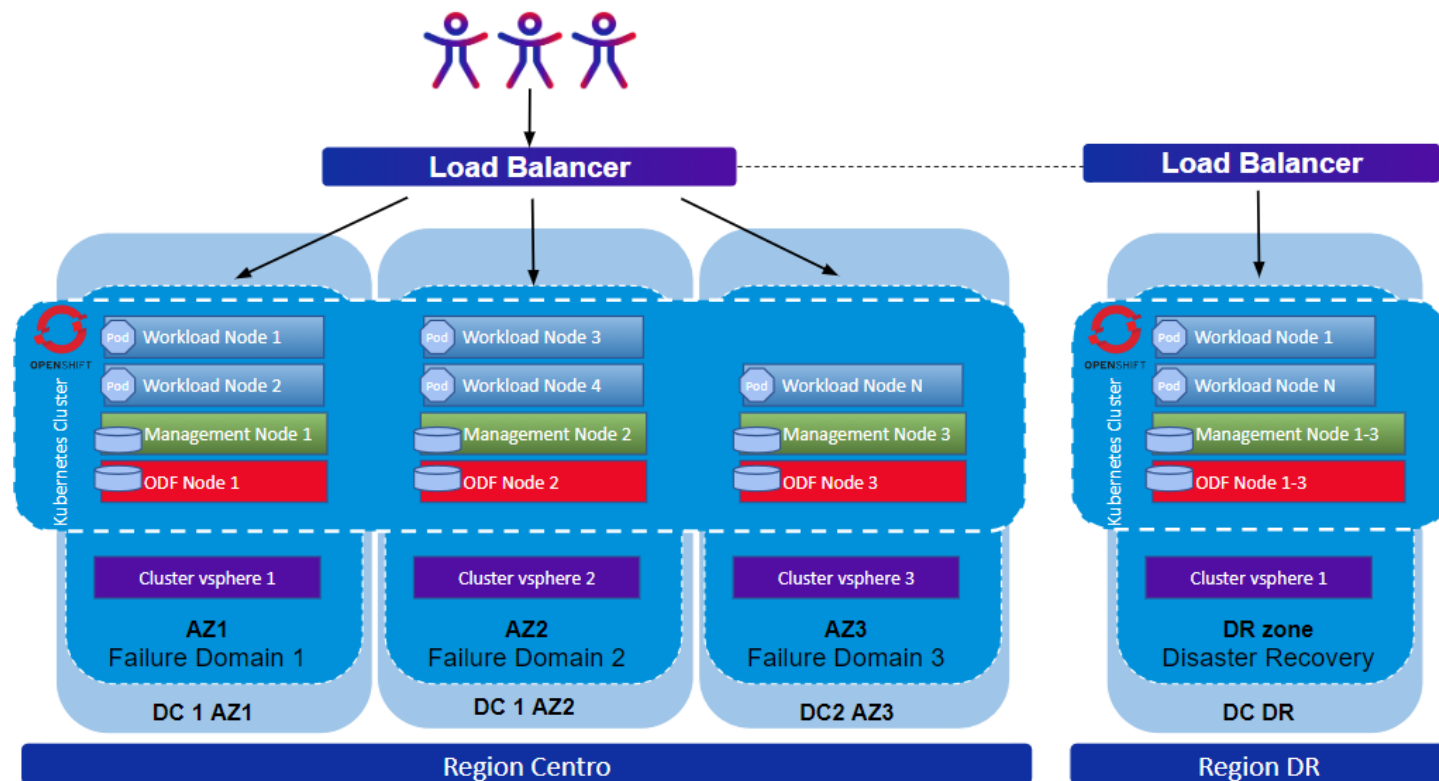 Load Balancer
Load Balancer
OPENSHIFT
Kubernetes Cluster
Pod Workload Node 1
Pod Workload Node 2
Management Node 1
ODF Node 1
Pod Workload Node 3
Pod Workload Node 4
Management Node 2
ODF Node 2
Pod Workload Node N
Management Node 3
ODF Node 3
OPENSHIFT
Kubernetes Cluster
Pod Workload Node 1
Pod Workload Node N
Management Node 1-3
ODF Node 1-3
Cluster vsphere 1
Cluster vsphere 2
Cluster vsphere 3
Cluster vsphere 1
AZ1
Failure Domain 1
AZ2
Failure Domain 2
AZ3
Failure Domain 3
DR zone
Disaster Recovery
DC 1 AZ1
DC 1 AZ2
DC2 AZ3
DC DR
Region Centro
Region DR